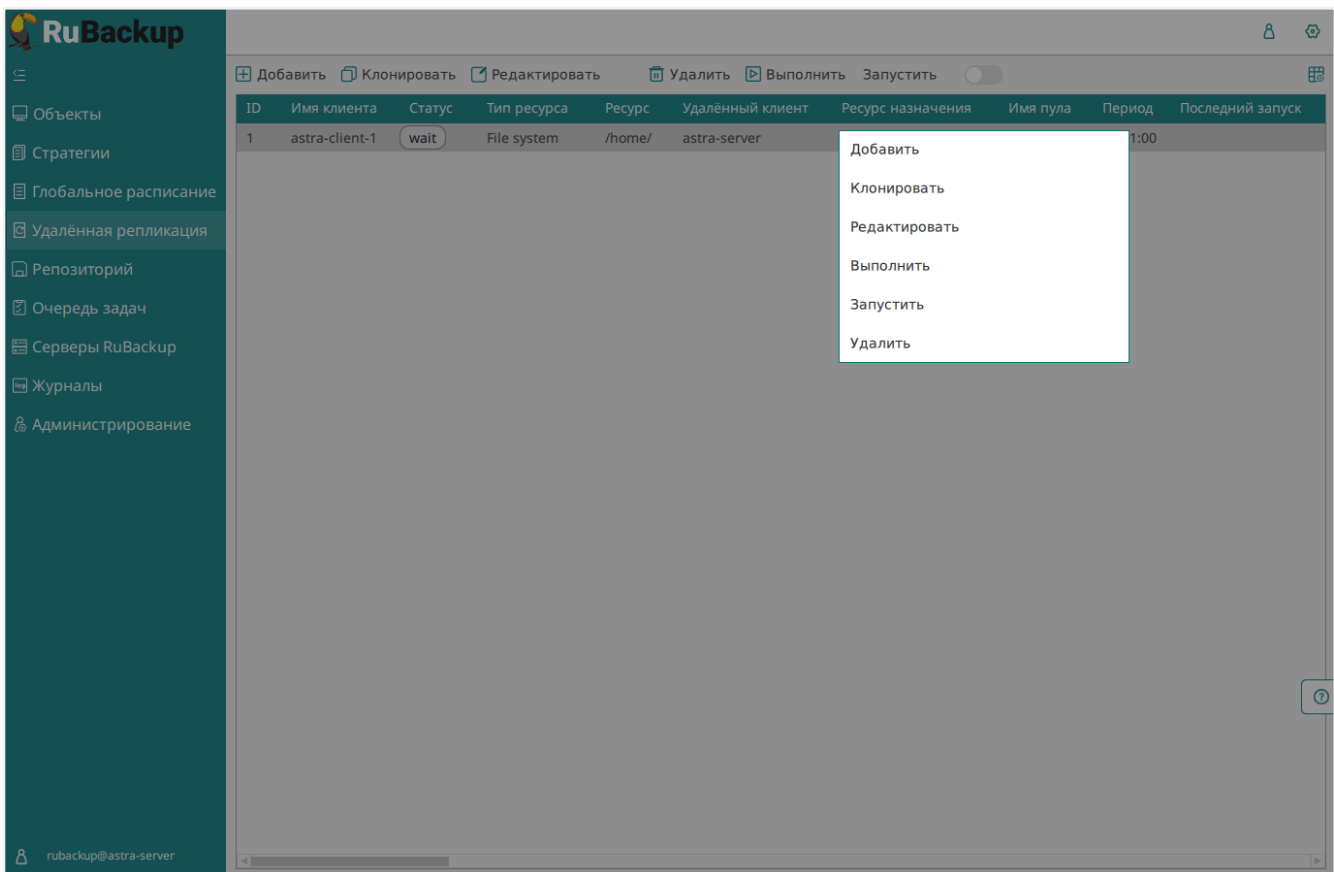 RuBackup
Добавить Клонировать Редактировать Удалить Выполнить Запустить
Объекты
Стратегии
Глобальное расписание
Удалённая репликация
Репозиторий
Очередь задач
Серверы RuBackup
log Журналы
Администрирование
rubackup@astra-server
ID Имя клиента Статус Тип ресурса Ресурс Удалённый клиент Ресурс назначения Имя пула Период Последний запуск
1 astra-client-1 wait File system /home/ astra-server 1:00
Добавить
Клонировать
Редактировать
Выполнить
Запустить
Удалить